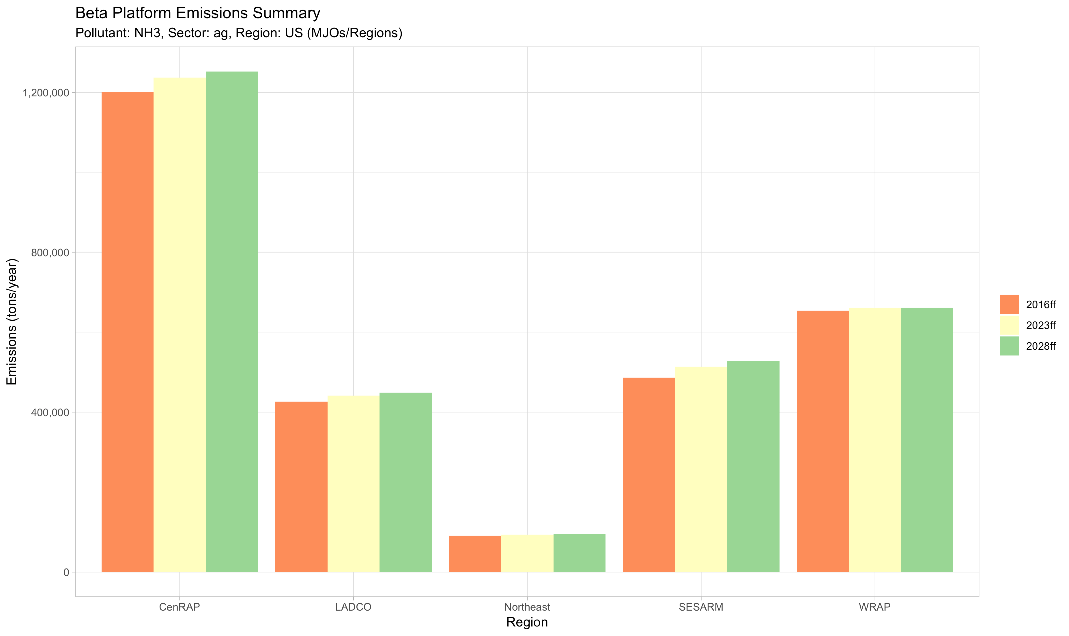 Beta Platform Emissions Summary
Pollutant: NH3, Sector: ag, Region: US (MJOs/Regions)
Emissions (tons/year)
1,200,000
800,000
400,000
0
CenRAP
LADCO
Northeast
SESARM
WRAP
Region
2016ff
2023ff
2028ff